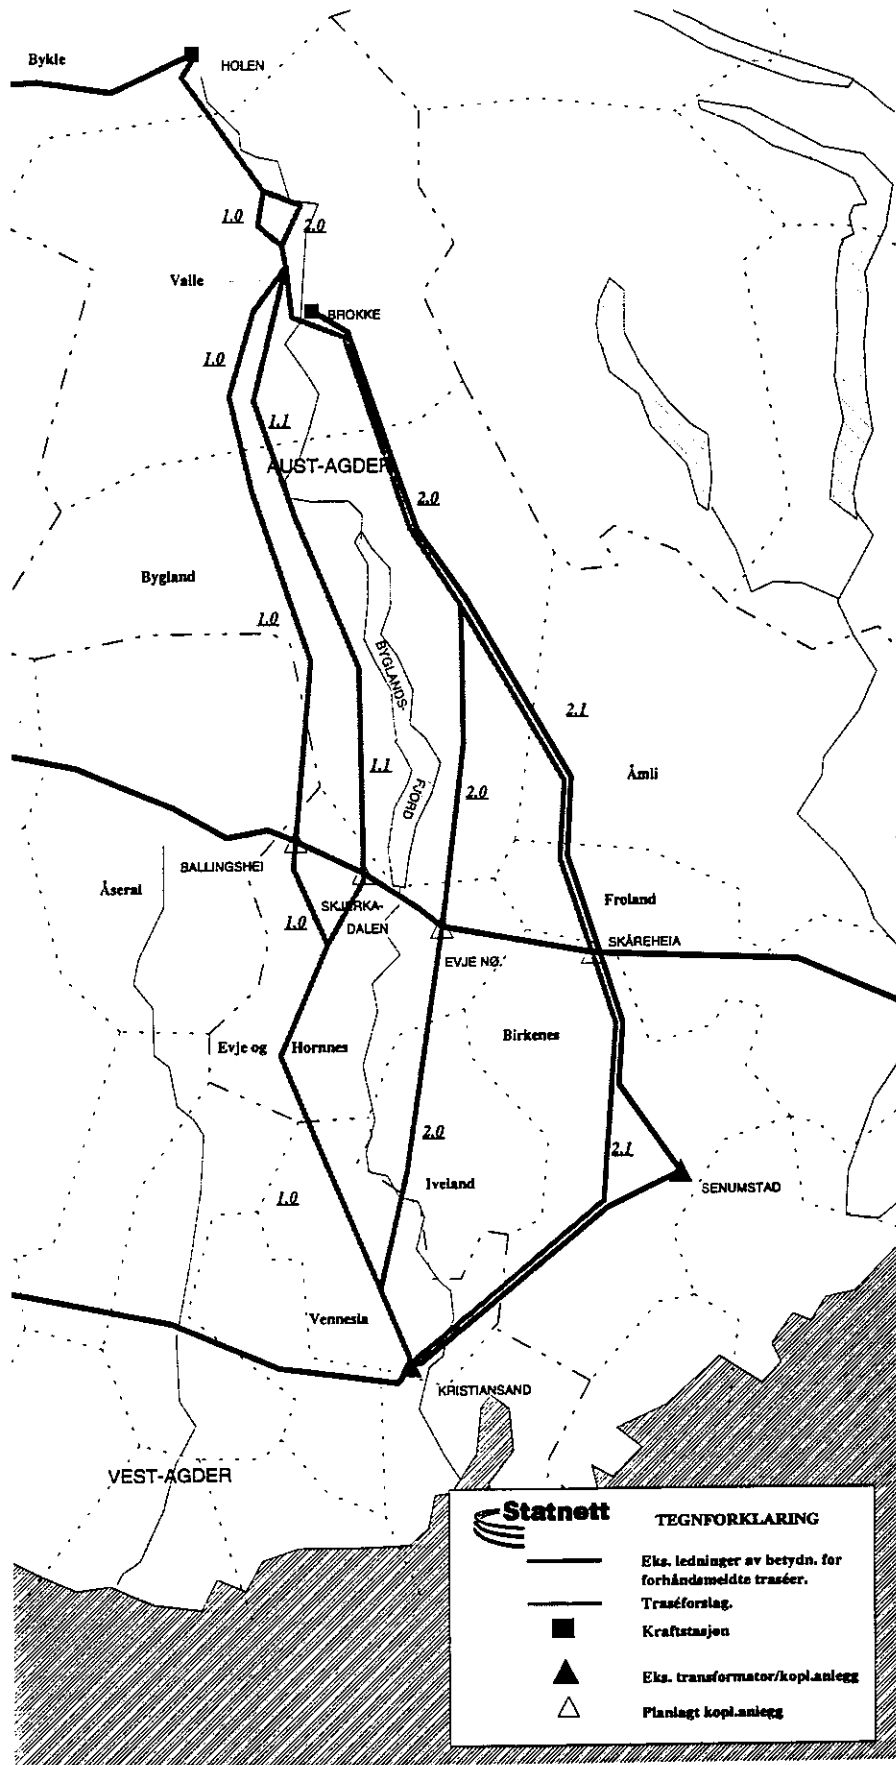 Bykle
HOLEN
1.0
2.0
Valle
BROKKE
1.0
1.1
AUST-AGDER
2.0
Bygland
1.0
BYGLANDS-
FJORD
2.1
1.1
2.0
Åmli
BALLINGSHEI
Åseral
SKJERKA-
DALEN
1.0
Froland
SKÅREHEIA
EVJE NØ.
Evje og
Hornnes
Birkenes
2.0
2.1
Iveland
1.0
SENUMSTAD
Vennesla
KRISTIANSAND
VEST-AGDER
Statnett
TEGNFORKLARING
Eks. ledninger av betydn. for
forhåndsmeldte traséer.
Traséforslag.
Kraftstasjon
Eks. transformator/kopl.anlegg
Planlagt kopl.anlegg